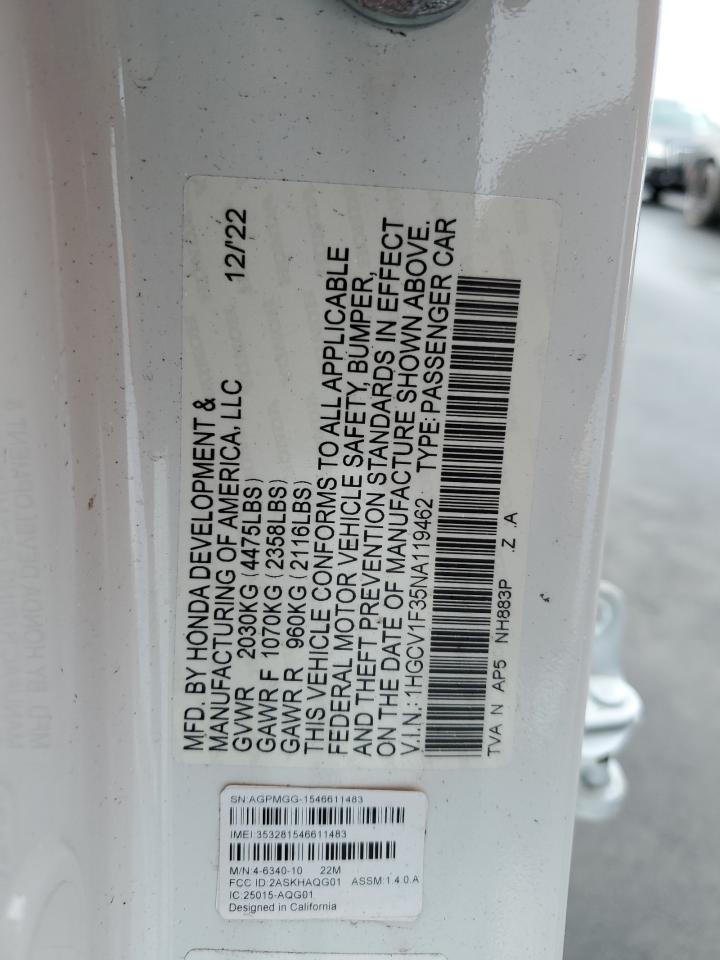 MFD. BY HONDA DEVELOPMENT &
MANUFACTURING OF AMERICA, LLC 12/'22
GVWR 2030KG (4475LBS)
GAWR F 1070KG (2358LBS)
GAWR R 960KG (2116LBS)
THIS VEHICLE CONFORMS TO ALL APPLICABLE
FEDERAL MOTOR VEHICLE SAFETY, BUMPER,
AND THEFT PREVENTION STANDARDS IN EFFECT
ON THE DATE OF MANUFACTURE SHOWN ABOVE.
V.I.N.: 1HGCV1F35NA119462 TYPE: PASSENGER CAR
TVA N AP5 NH883P .Z .A
SN:AGPMGG-1546611483
IMEI:353281546611483
M/N:4-6340-10 22M
FCC ID:2ASKHAQG01 ASSM:1.4.0.A
IC:25015-AQG01
Designed in California